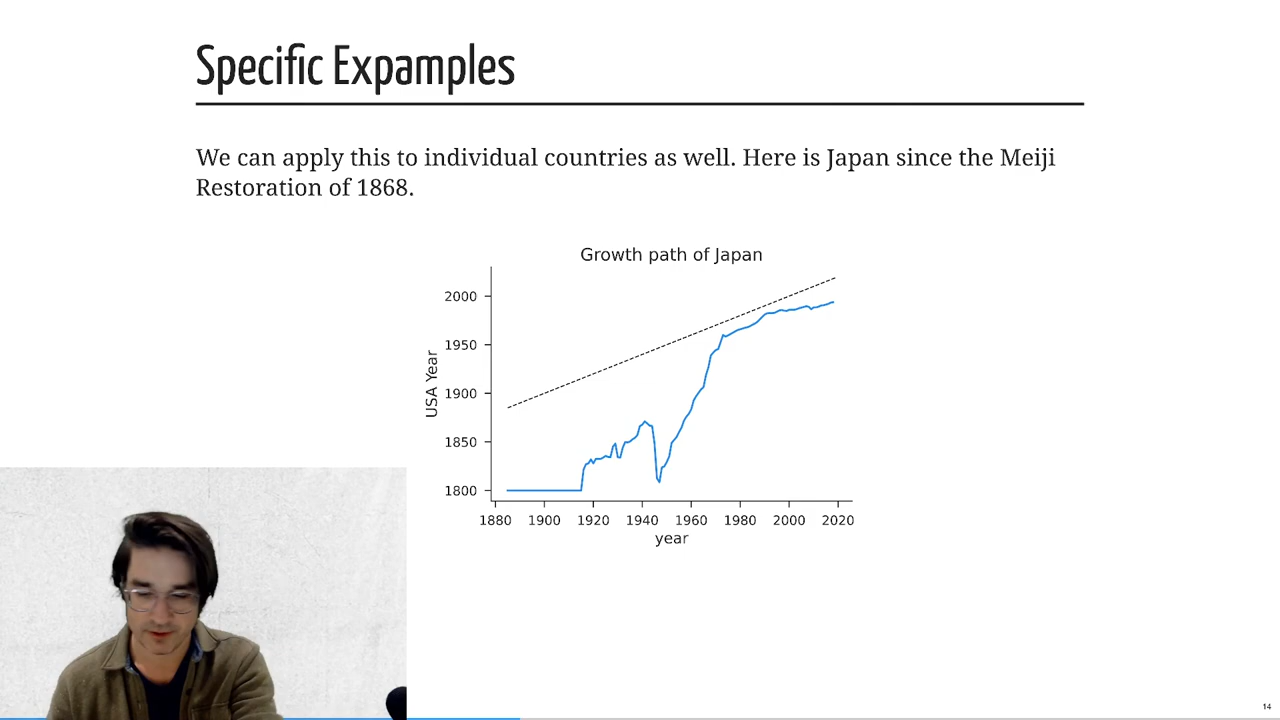 Specific Expamples
We can apply this to individual countries as well. Here is Japan since the Meiji
Restoration of 1868.
Growth path of Japan
USA Year
2000
1950
1900
1850
1800
1880 1900 1920 1940 1960 1980 2000 2020
year
14